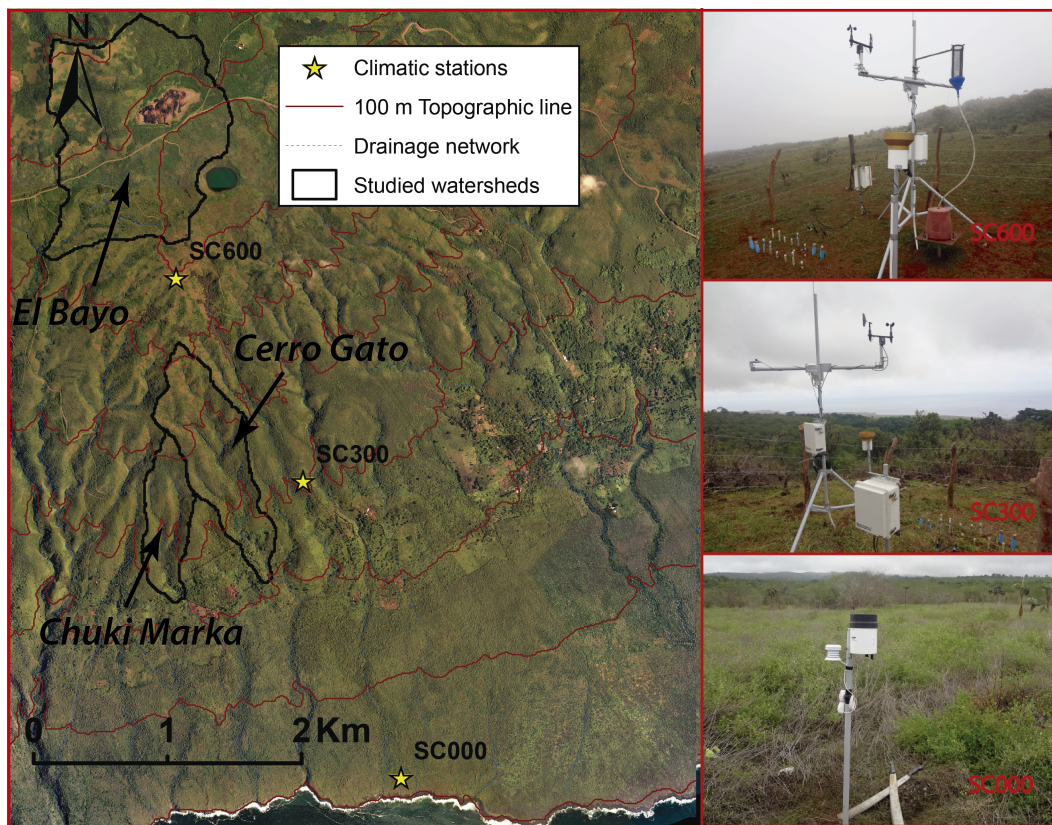 N
Climatic stations
100 m Topographic line
Drainage network
Studied watersheds
SC600
El Bayo
Cerro Gato
SC300
Chuki Marka
0 1 2 Km
SC000
SC600
SC300
SC000